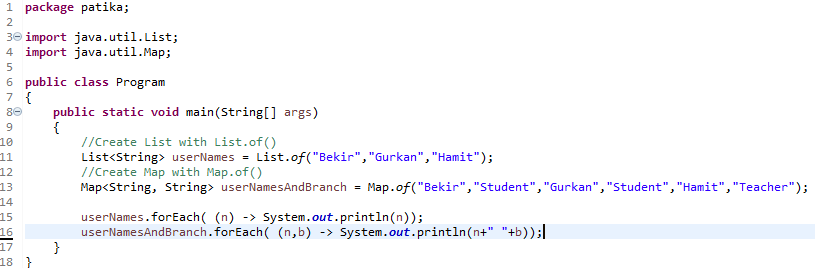 1 package patika;
2
3 import java.util.List;
4 import java.util.Map;
5
6 public class Program
7 {
8     public static void main(String[] args)
9     {
10         //Create List with List.of()
11         List<String> userNames = List.of("Bekir","Gurkan","Hamit");
12         //Create Map with Map.of()
13         Map<String, String> userNamesAndBranch = Map.of("Bekir","Student","Gurkan","Student","Hamit","Teacher");
14
15         userNames.forEach( (n) -> System.out.println(n));
16         userNamesAndBranch.forEach( (n,b) -> System.out.println(n+" "+b));
17     }
18 }